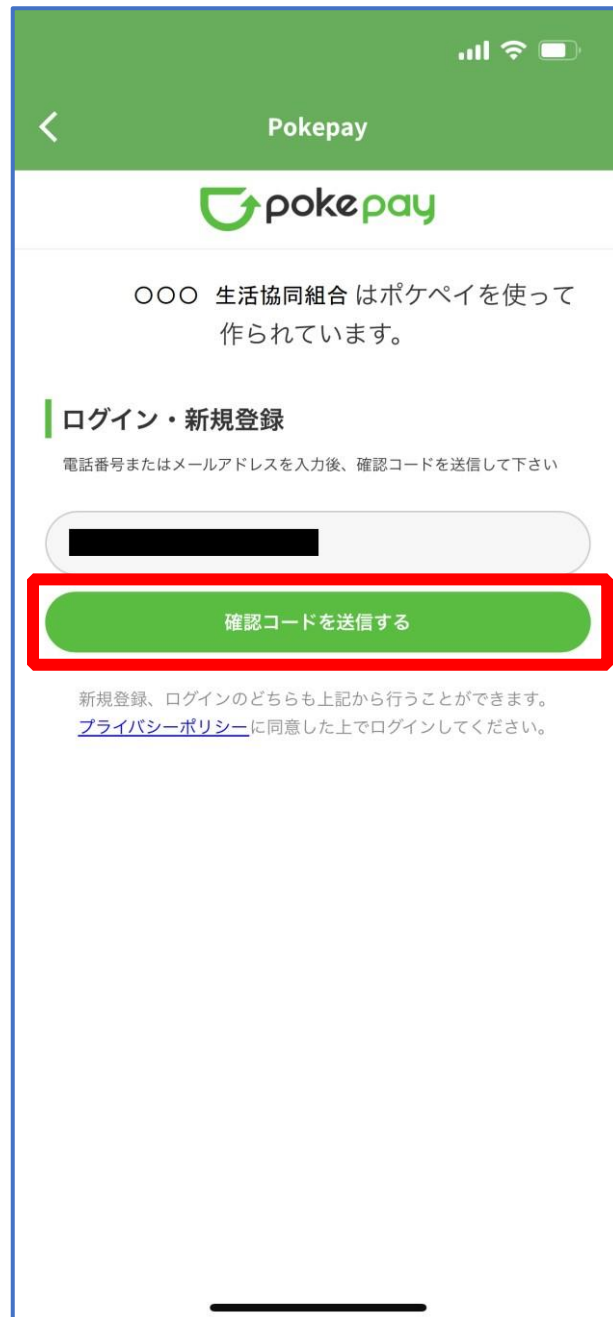 Pokepay
pokepay
○○○ 生活協同組合 はポケペイを使って
作られています。
ログイン・新規登録
電話番号またはメールアドレスを入力後、確認コードを送信して下さい
確認コードを送信する
新規登録、ログインのどちらも上記から行うことができます。
プライバシーポリシーに同意した上でログインしてください。